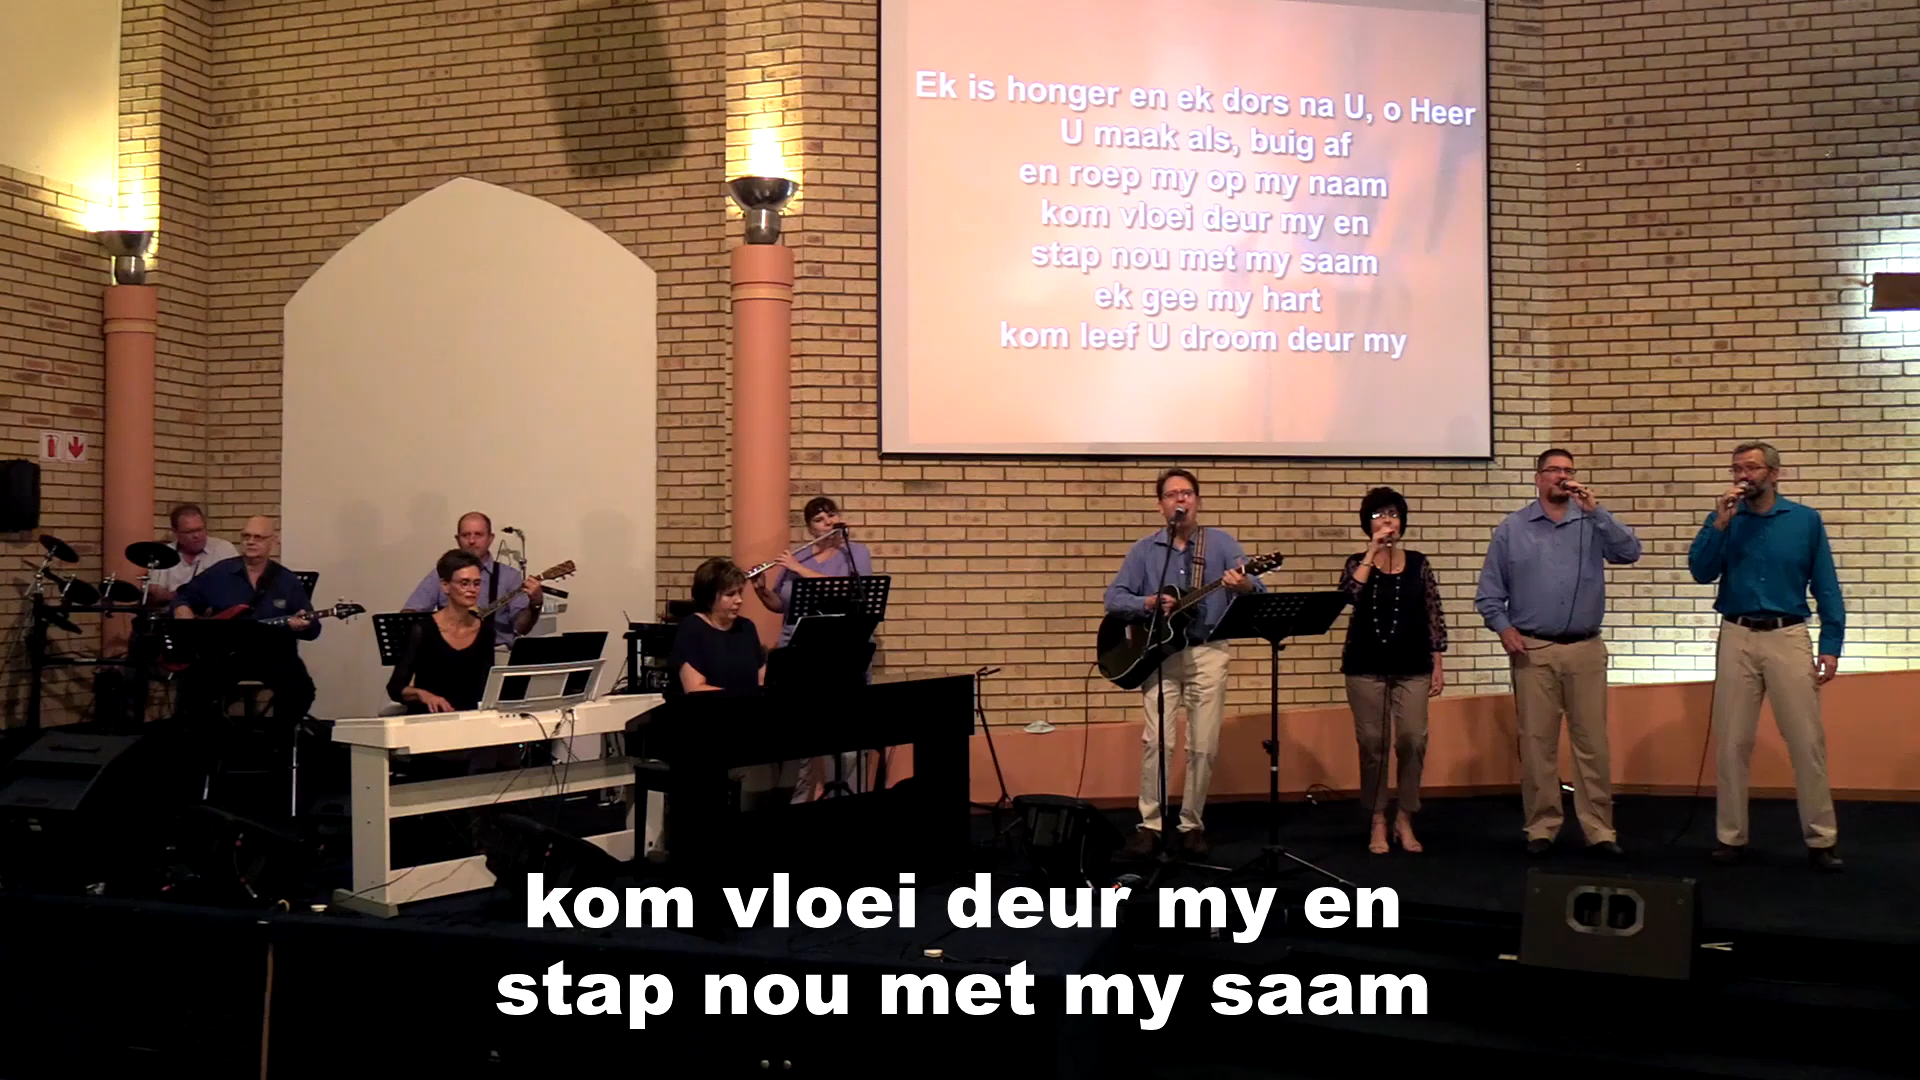 Ek is honger en ek dors na U, o Heer
U maak als, buig af
en roep my op my naam
kom vloei deur my en
stap nou met my saam
ek gee my hart
kom leef U droom deur my
kom vloei deur my en
stap nou met my saam